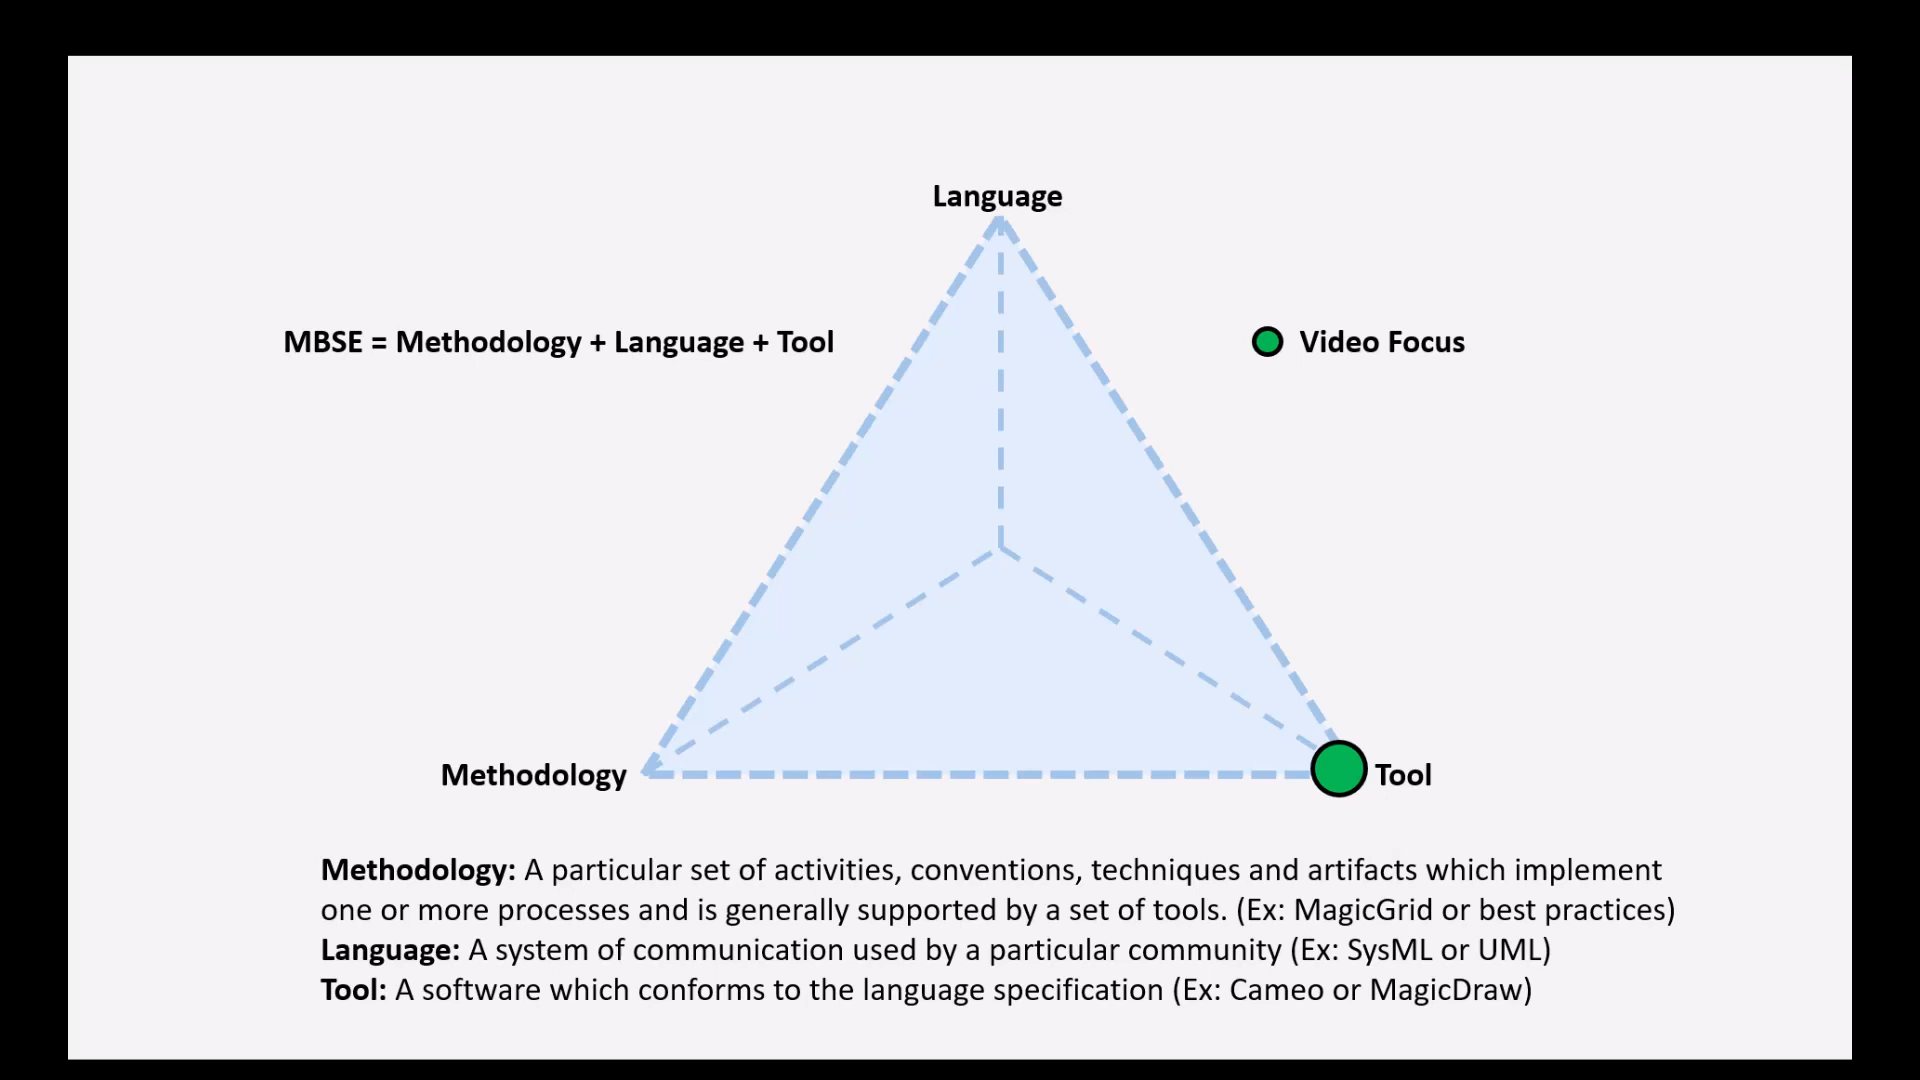 Language
MBSE = Methodology + Language + Tool
Video Focus
Methodology
Tool
Methodology: A particular set of activities, conventions, techniques and artifacts which implement
one or more processes and is generally supported by a set of tools. (Ex: MagicGrid or best practices)
Language: A system of communication used by a particular community (Ex: SysML or UML)
Tool: A software which conforms to the language specification (Ex: Cameo or MagicDraw)